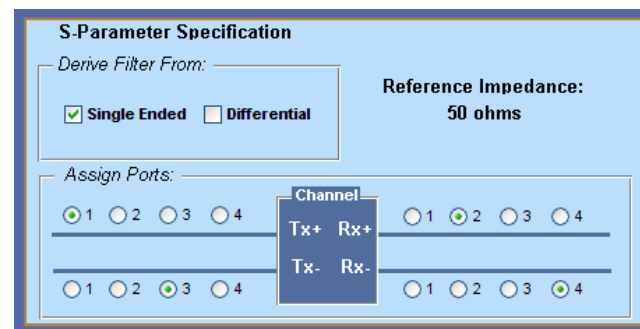 S-Parameter Specification
Derive Filter From:
Single Ended Differential
Reference Impedance:
50 ohms
Assign Ports:
Channel
1 2 3 4 Tx+ Rx+ 1 2 3 4
Tx- Rx-
1 2 3 4 1 2 3 4